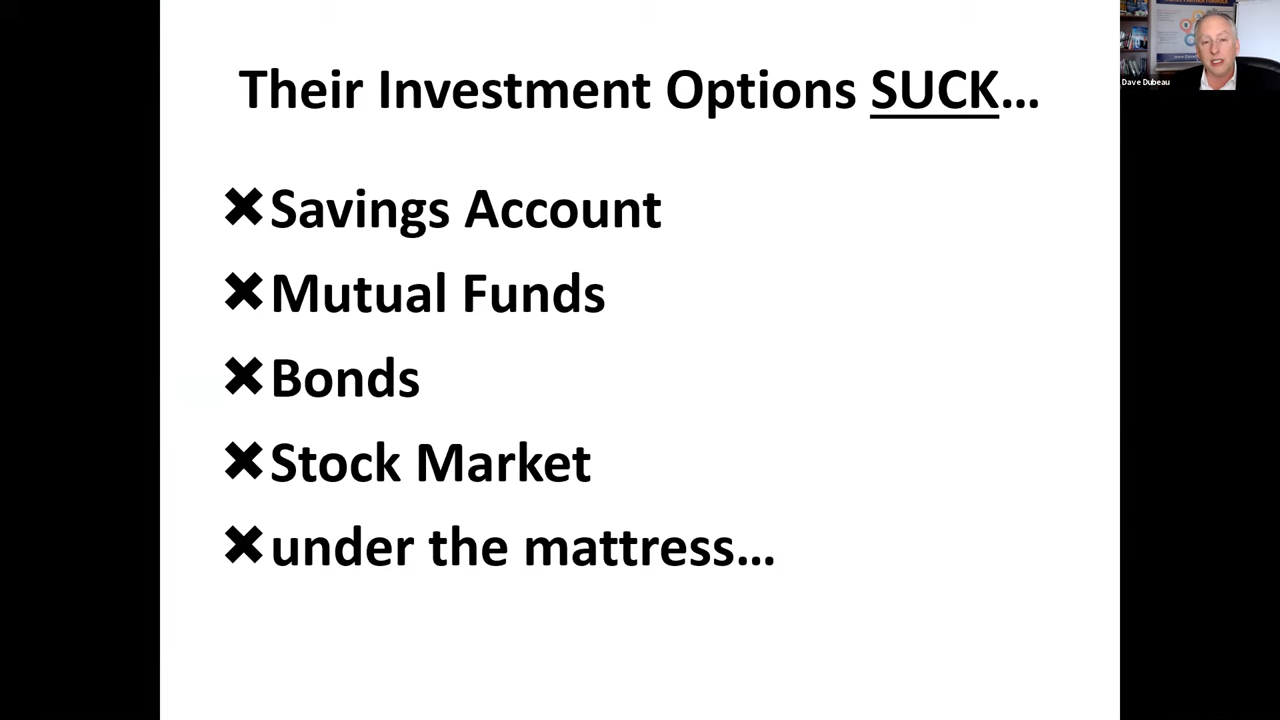 Their Investment Options SUCK...
✖Savings Account
✖Mutual Funds
✖Bonds
✖Stock Market
✖under the mattress...
Dave Dubeau